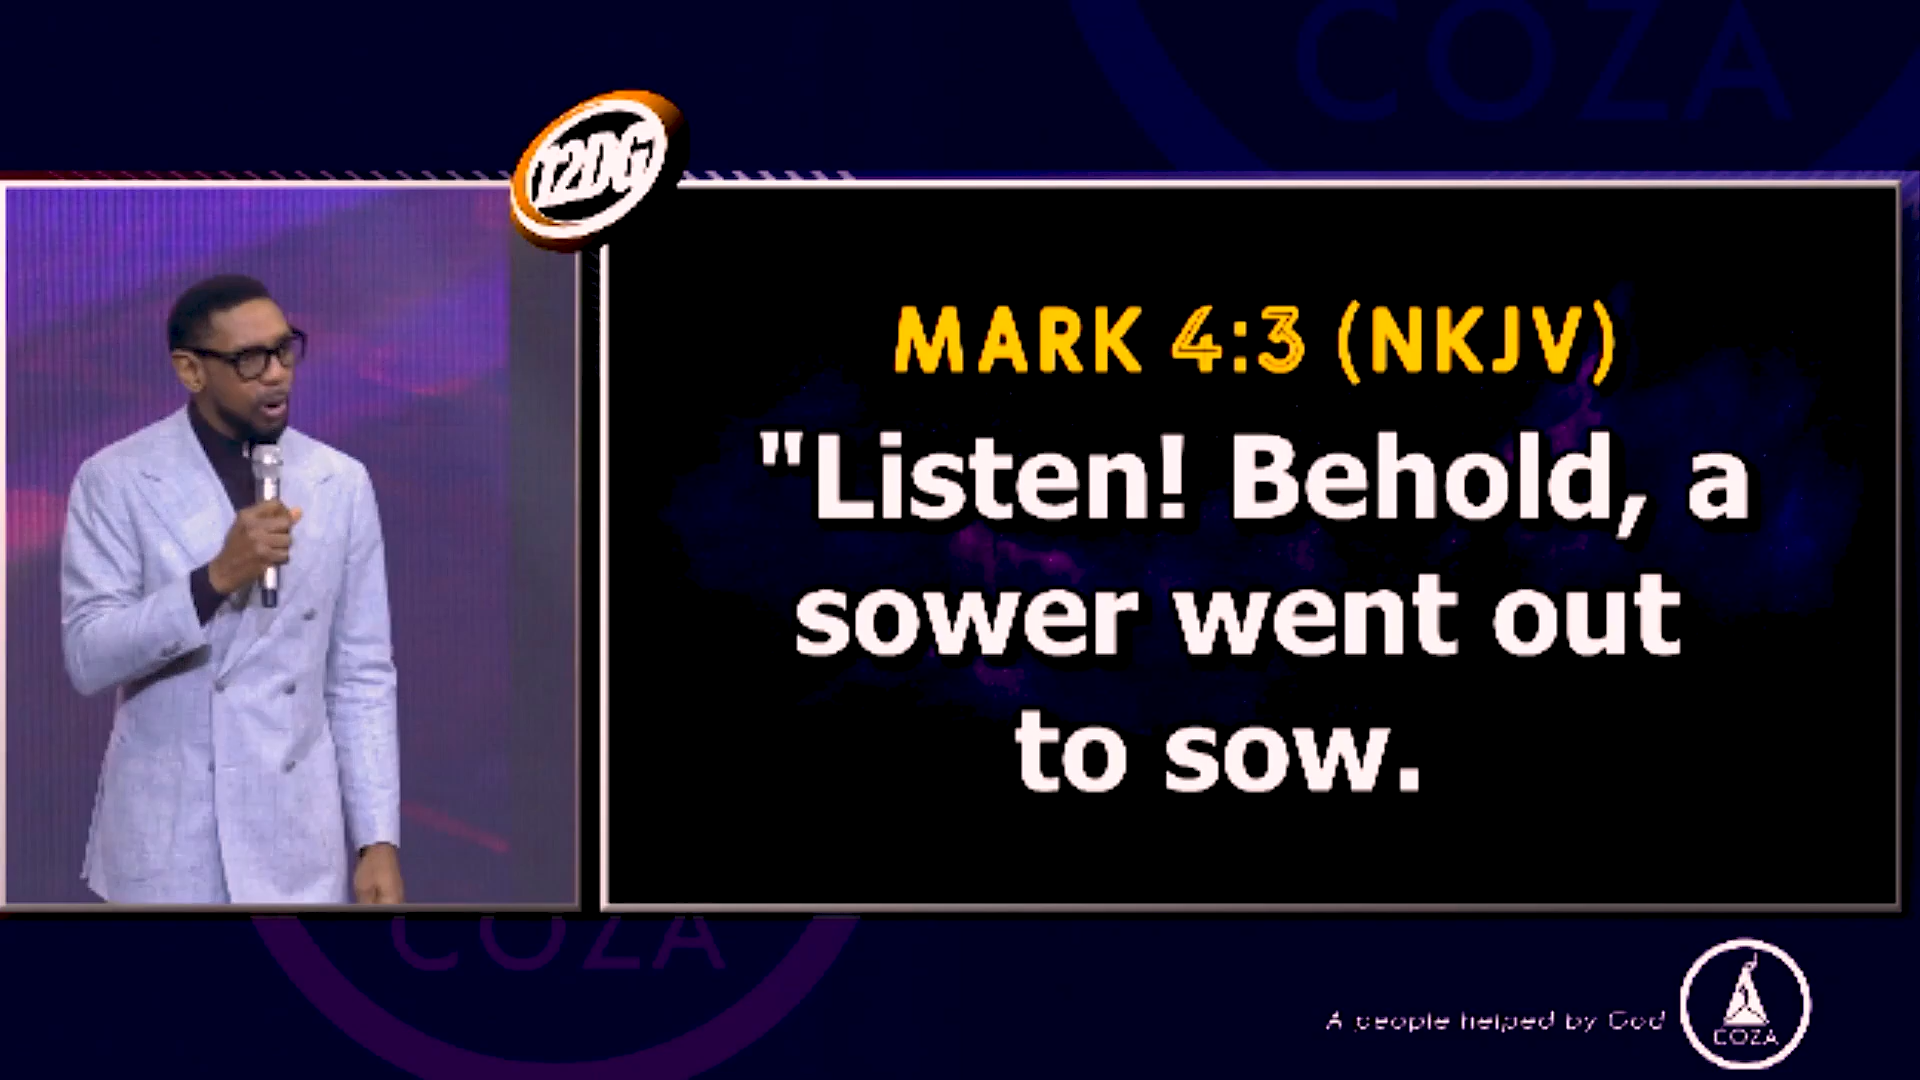 COZA
12DG
MARK 4:3 (NKJV)
"Listen! Behold, a
sower went out
to sow.
COZA
A people helped by God
COZA